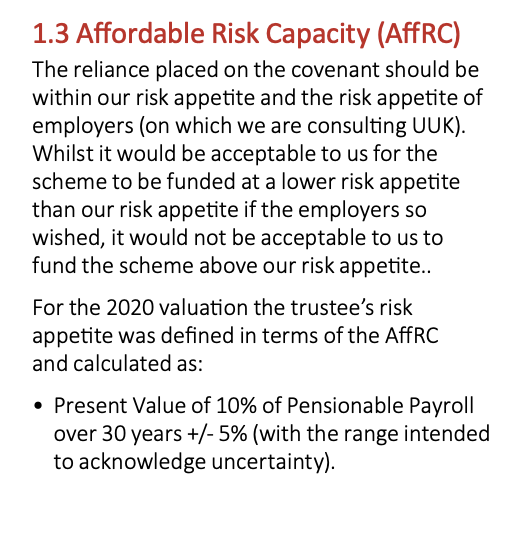 1.3 Affordable Risk Capacity (AffRC)
The reliance placed on the covenant should be
within our risk appetite and the risk appetite of
employers (on which we are consulting UUK).
Whilst it would be acceptable to us for the
scheme to be funded at a lower risk appetite
than our risk appetite if the employers so
wished, it would not be acceptable to us to
fund the scheme above our risk appetite..
For the 2020 valuation the trustee’s risk
appetite was defined in terms of the AffRC
and calculated as:
• Present Value of 10% of Pensionable Payroll
over 30 years +/- 5% (with the range intended
to acknowledge uncertainty).